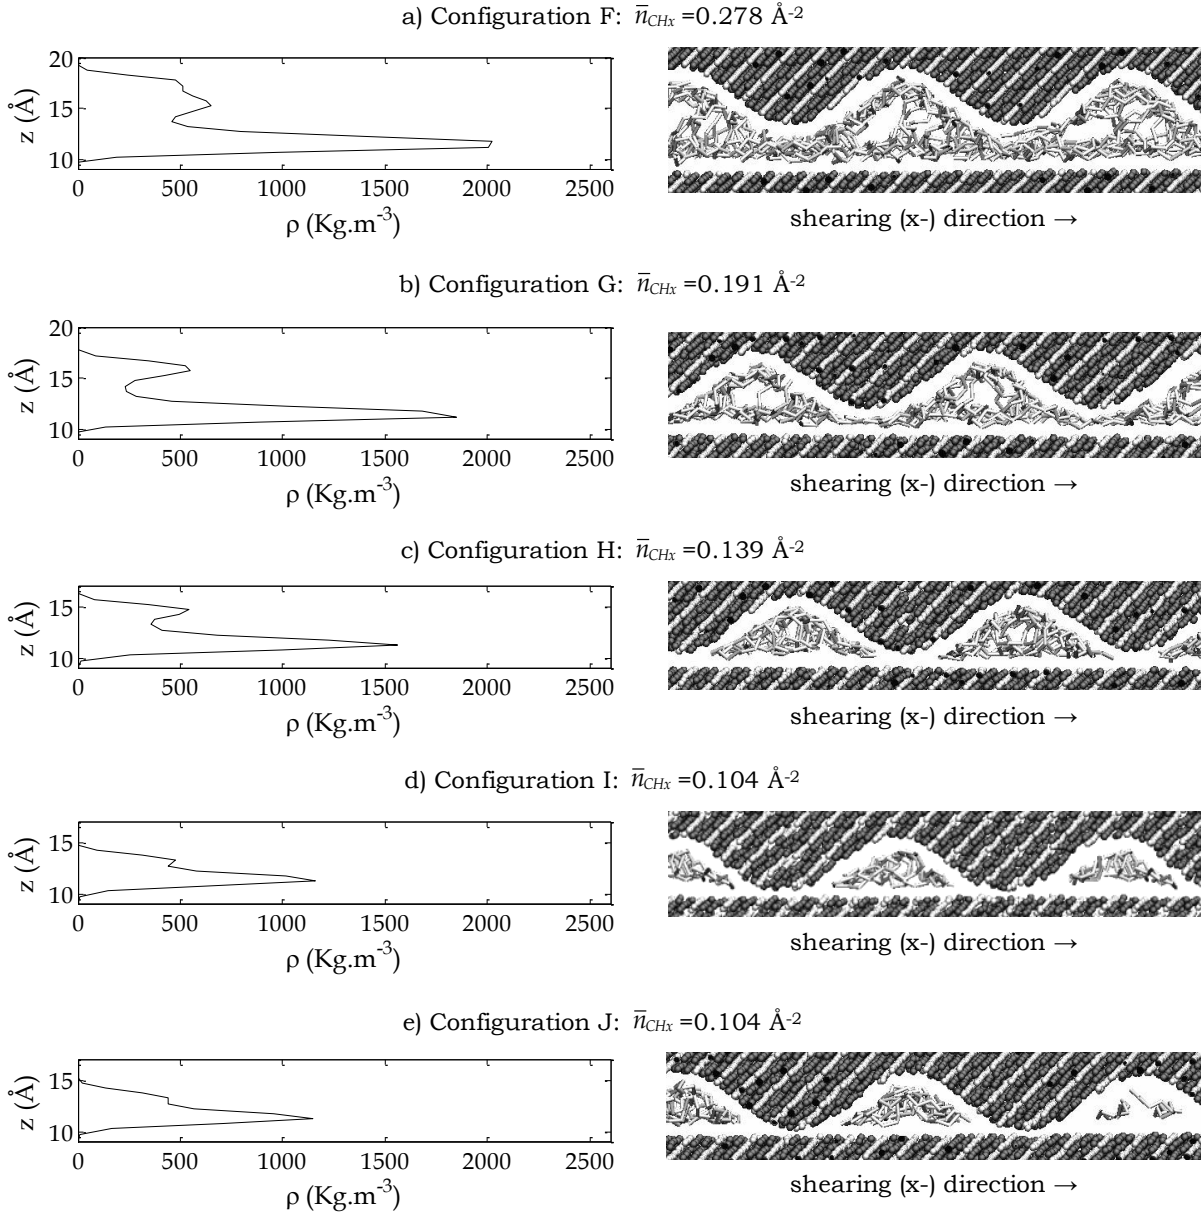 a) Configuration F: n̅CHx =0.278 Å-2
20
15
10
z (Å)
0 500 1000 1500 2000 2500
ρ (Kg.m-3)
shearing (x-) direction →
b) Configuration G: n̅CHx =0.191 Å-2
20
15
10
z (Å)
0 500 1000 1500 2000 2500
ρ (Kg.m-3)
shearing (x-) direction →
c) Configuration H: n̅CHx =0.139 Å-2
15
10
z (Å)
0 500 1000 1500 2000 2500
ρ (Kg.m-3)
shearing (x-) direction →
d) Configuration I: n̅CHx =0.104 Å-2
15
10
z (Å)
0 500 1000 1500 2000 2500
ρ (Kg.m-3)
shearing (x-) direction →
e) Configuration J: n̅CHx =0.104 Å-2
15
10
z (Å)
0 500 1000 1500 2000 2500
ρ (Kg.m-3)
shearing (x-) direction →